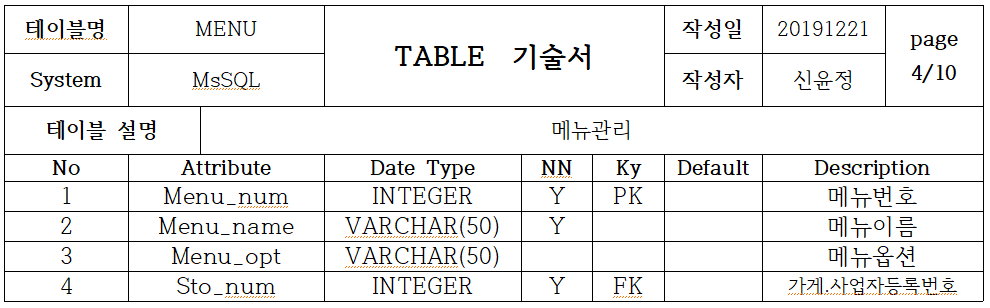 테이블명 MENU TABLE 기술서 작성일 20191221 page 4/10
System MsSQL 작성자 신윤정
테이블 설명 메뉴관리
No Attribute Date Type NN Ky Default Description
1 Menu_num INTEGER Y PK 메뉴번호
2 Menu_name VARCHAR(50) Y 메뉴이름
3 Menu_opt VARCHAR(50) 메뉴옵션
4 Sto_num INTEGER Y FK 가게.사업자등록번호